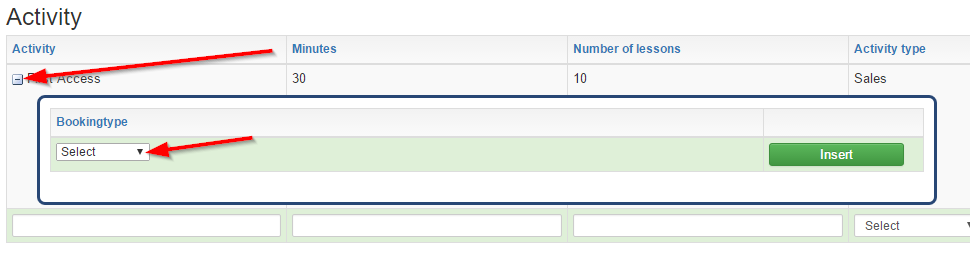 Activity
Activity Minutes Number of lessons Activity type
Access 30 10 Sales
Bookingtype
Select Insert
Select